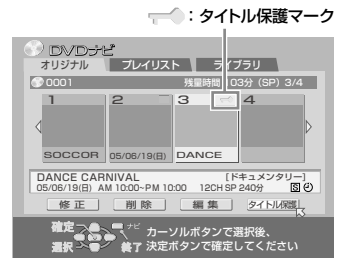 ：タイトル保護マーク
DVDナビ
オリジナル プレイリスト ライブラリ
0001 残量時間 03分 (SP) 3/4
1 2 3 4
SOCCOR 05/06/19(日) DANCE
DANCE CARNIVAL [ドキュメンタリー]
05/06/19(日) AM 10:00~PM 10:00 12CH SP 240分 S
修正 削除 編集 タイトル保護
確定 ナビ カーソルボタンで選択後、
選択 終了 決定ボタンで確定してください